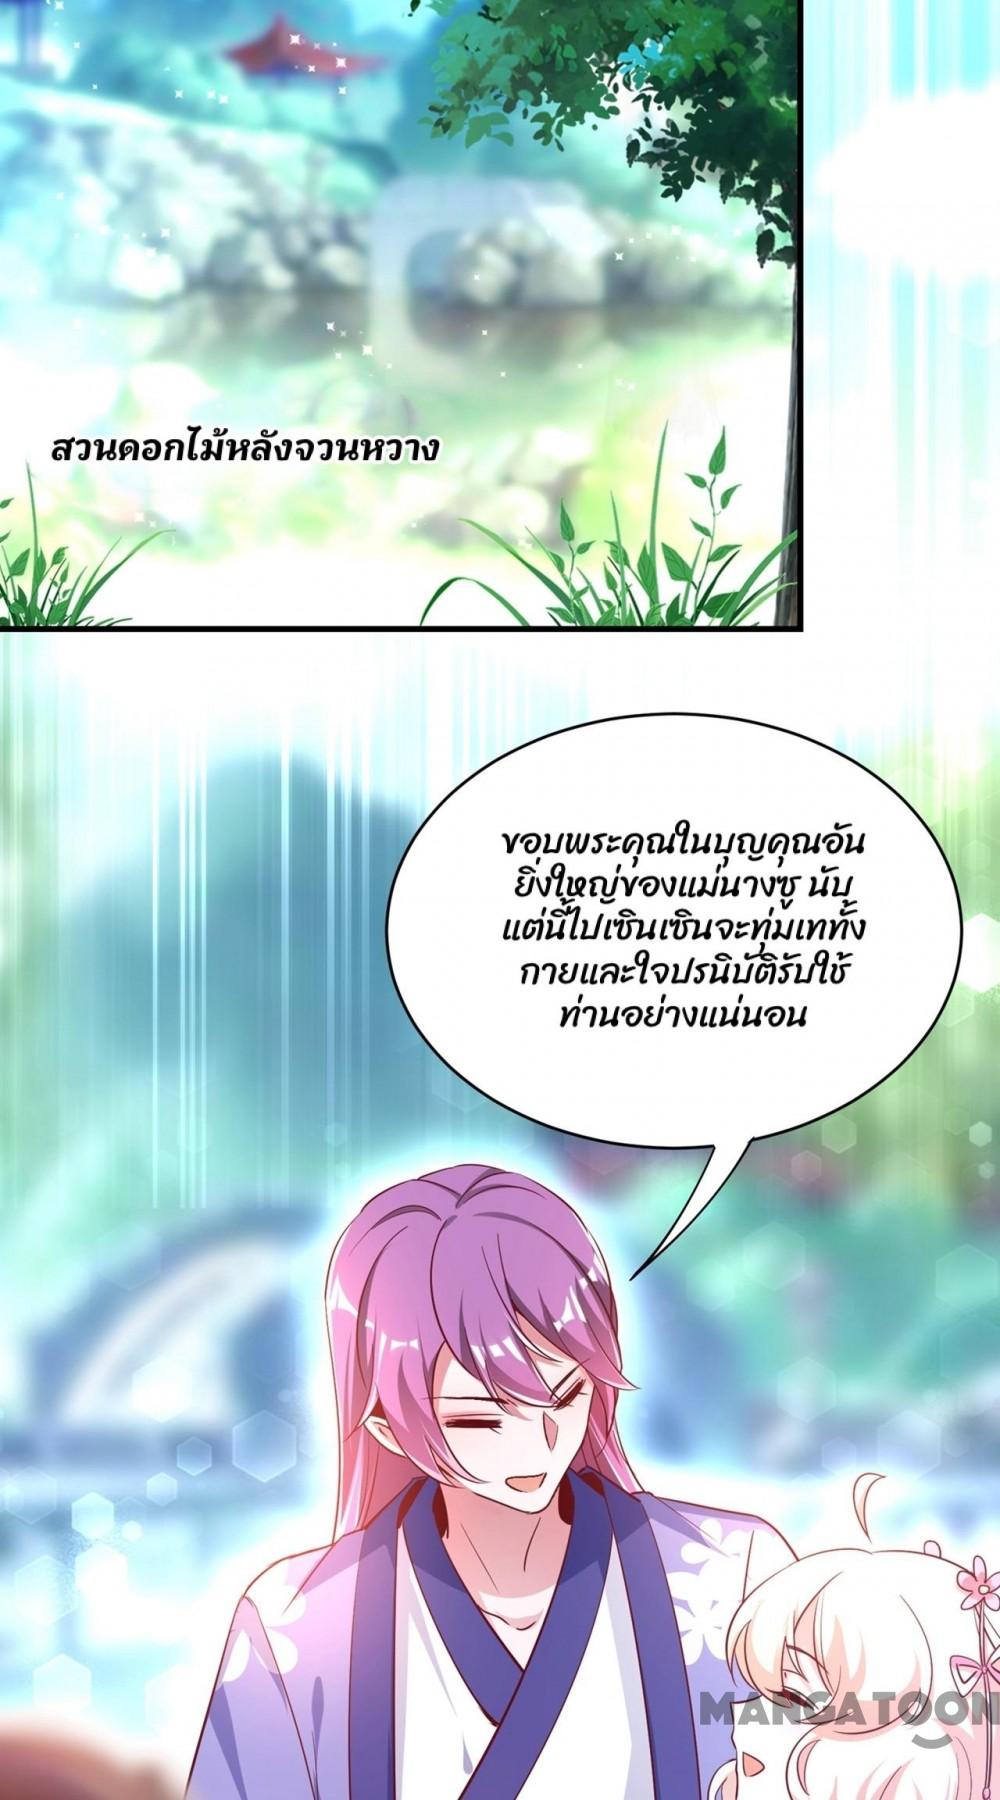 สวนดอกไม้หลังจวนหวาง
ขอบพระคุณในบุญคุณอัน
ยิ่งใหญ่ของแม่นางซู นับ
แต่นี้ไปเซินเซินจะทุ่มเททั้ง
กายและใจปรนิบัติรับใช้
ท่านอย่างแน่นอน
MANGATOON